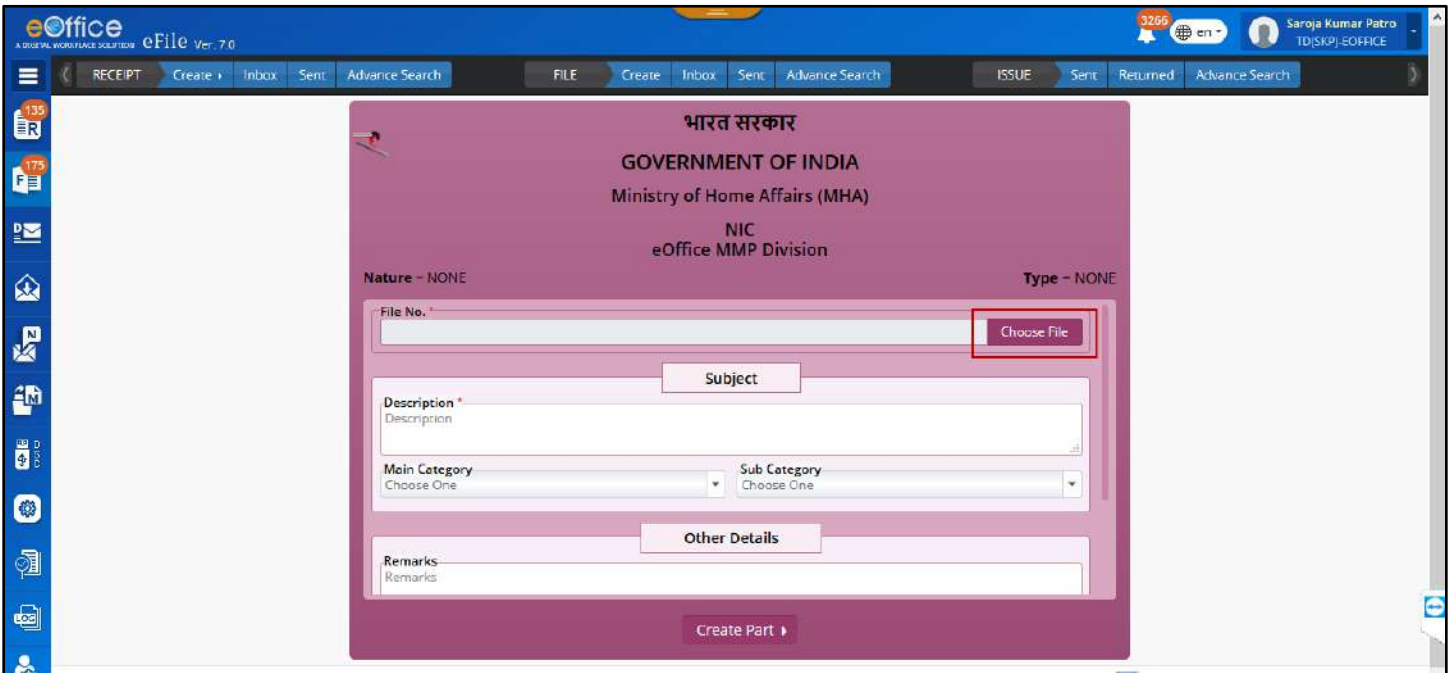 eOffice
A DIGITAL WORKPLACE SOLUTION eFile Ver. 7.0
3266
en
Saroja Kumar Patro
TD(SKP)-EOFFICE
RECEIPT Create Inbox Sent Advance Search FILE Create Inbox Sent Advance Search ISSUE Sent Returned Advance Search
135
R
175
F
D
N
M
DSC
LOG
भारत सरकार
GOVERNMENT OF INDIA
Ministry of Home Affairs (MHA)
NIC
eOffice MMP Division
Nature – NONE Type – NONE
File No. *
Choose File
Subject
Description *
Description
Main Category Sub Category
Choose One Choose One
Other Details
Remarks
Remarks
Create Part